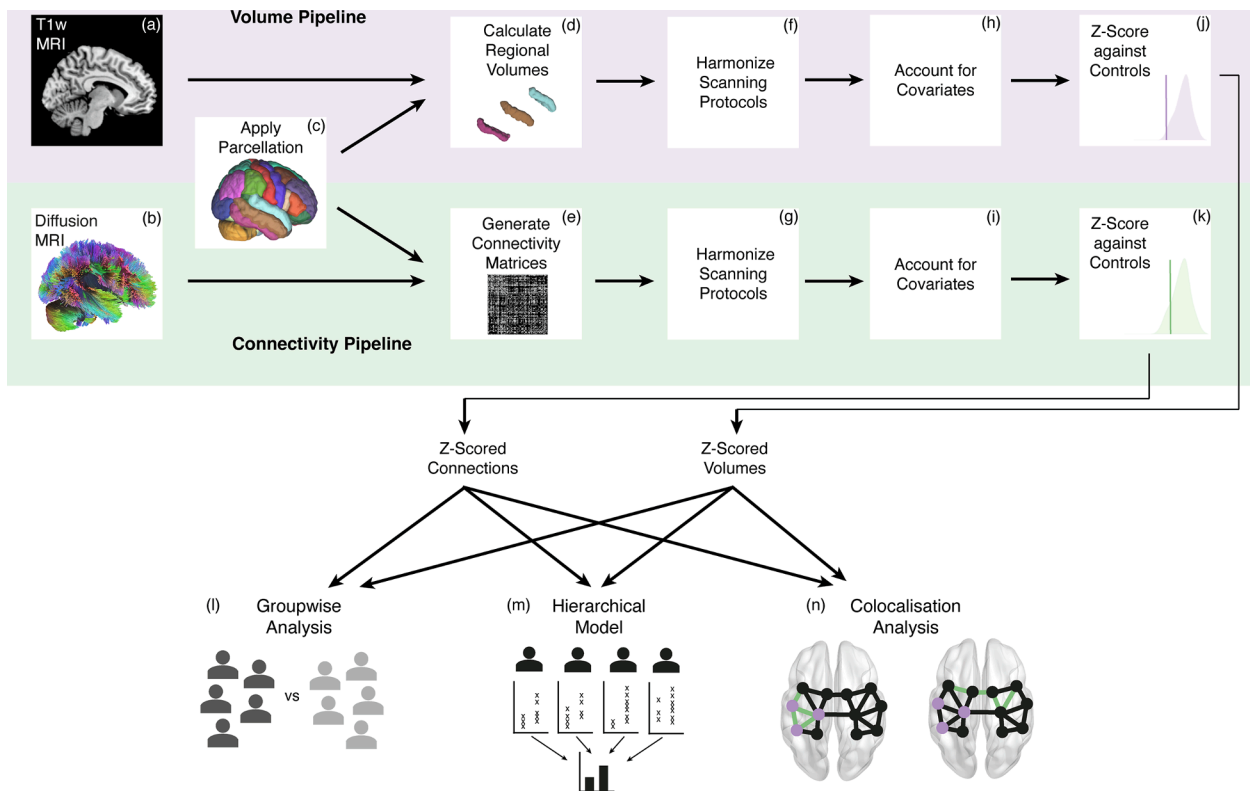 Volume Pipeline
T1w
MRI
(a)
Apply
Parcellation
(c)
Calculate
Regional
Volumes
(d)
Harmonize
Scanning
Protocols
(f)
Account for
Covariates
(h)
Z-Score
against
Controls
(j)
Diffusion
MRI
(b)
Generate
Connectivity
Matrices
(e)
Harmonize
Scanning
Protocols
(g)
Account for
Covariates
(i)
Z-Score
against
Controls
(k)
Connectivity Pipeline
Z-Scored
Connections
Z-Scored
Volumes
(l)
Groupwise
Analysis
vs
(m)
Hierarchical
Model
(n)
Colocalisation
Analysis